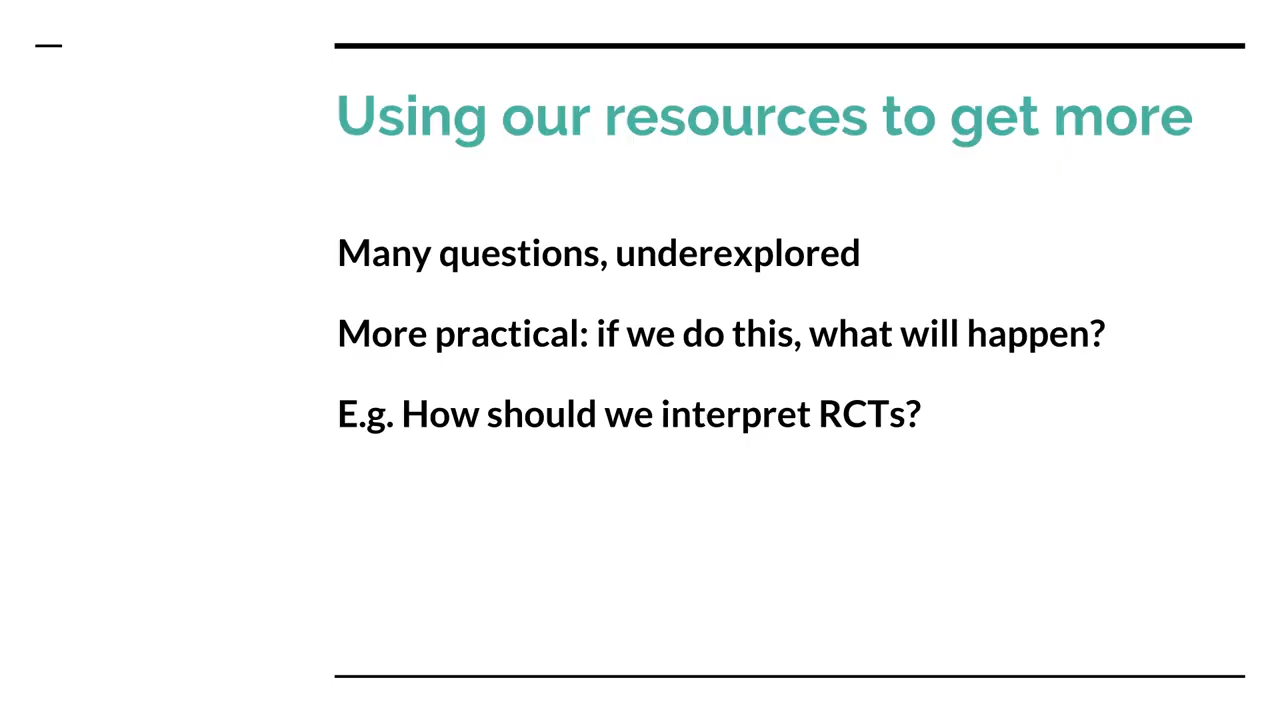 Using our resources to get more
Many questions, underexplored
More practical: if we do this, what will happen?
E.g. How should we interpret RCTs?